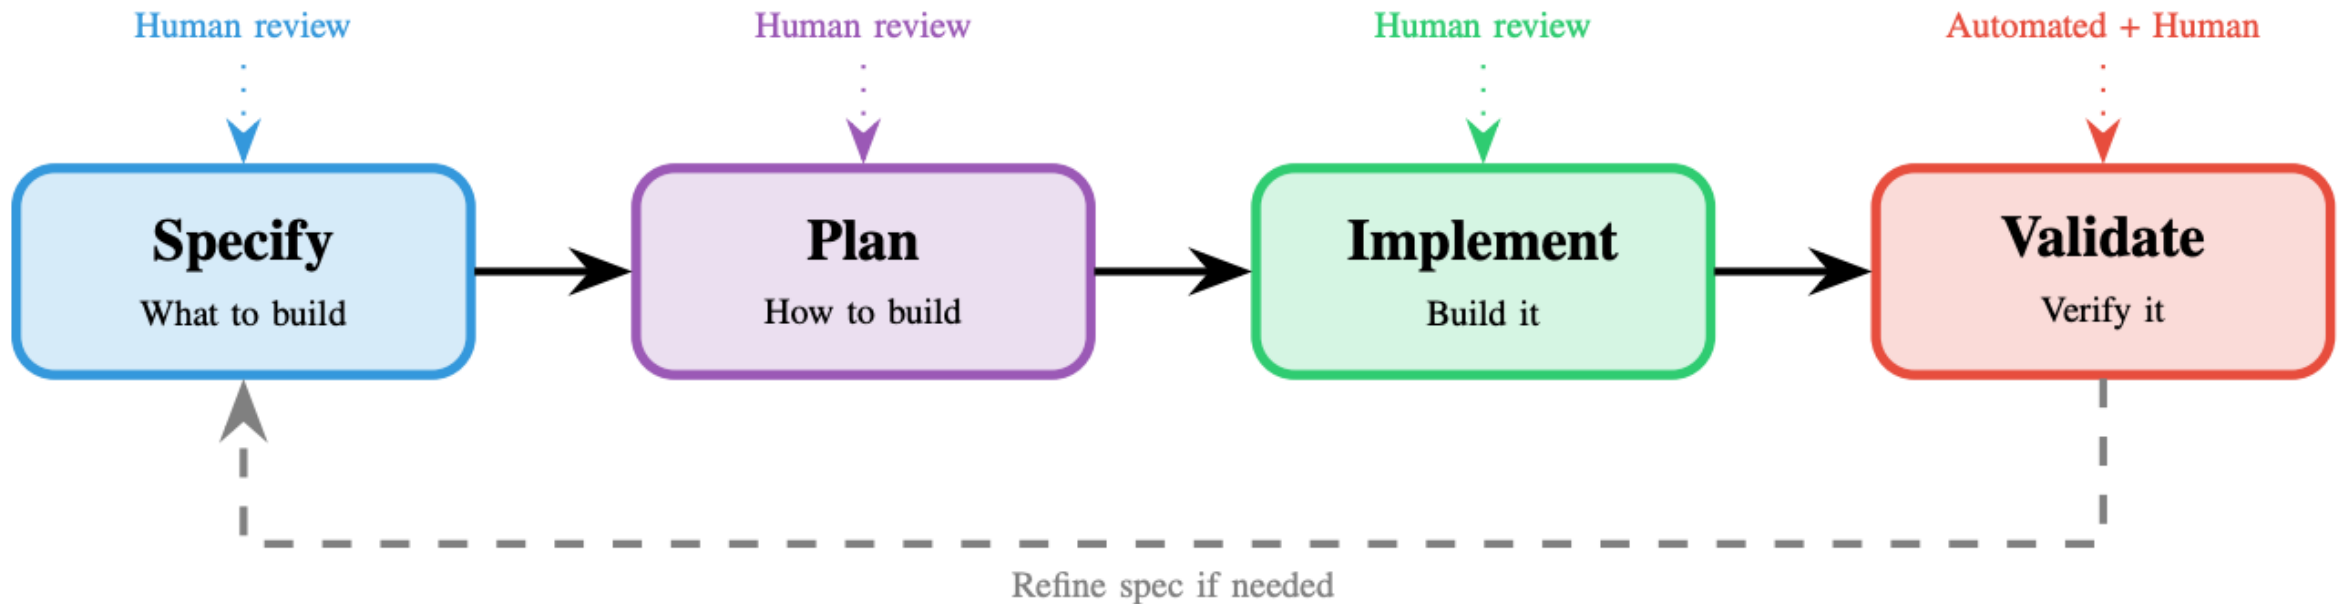 Human review
Human review
Human review
Automated + Human
Specify
What to build
Plan
How to build
Implement
Build it
Validate
Verify it
Refine spec if needed